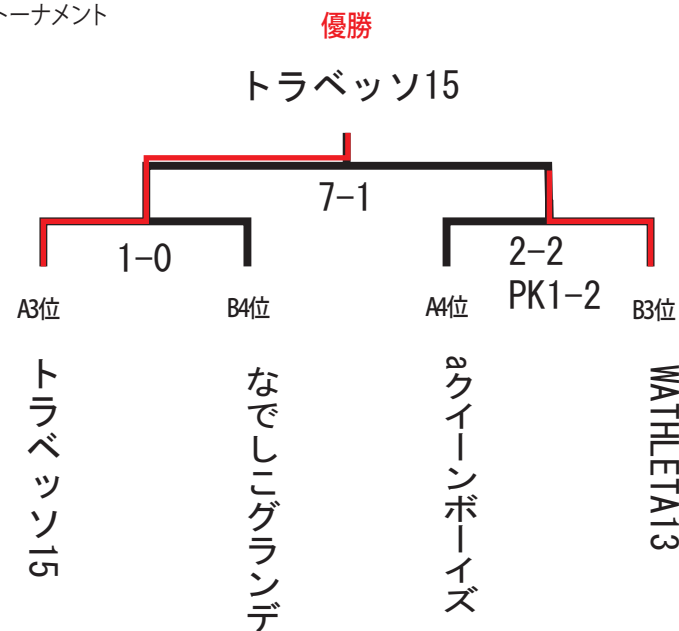 トーナメント
優勝
トラベッソ15
7-1
1-0
2-2
PK1-2
A3位
B4位
A4位
B3位
トラベッソ15
なでしこグランデ
aクイーンボーイズ
WATHLETA13